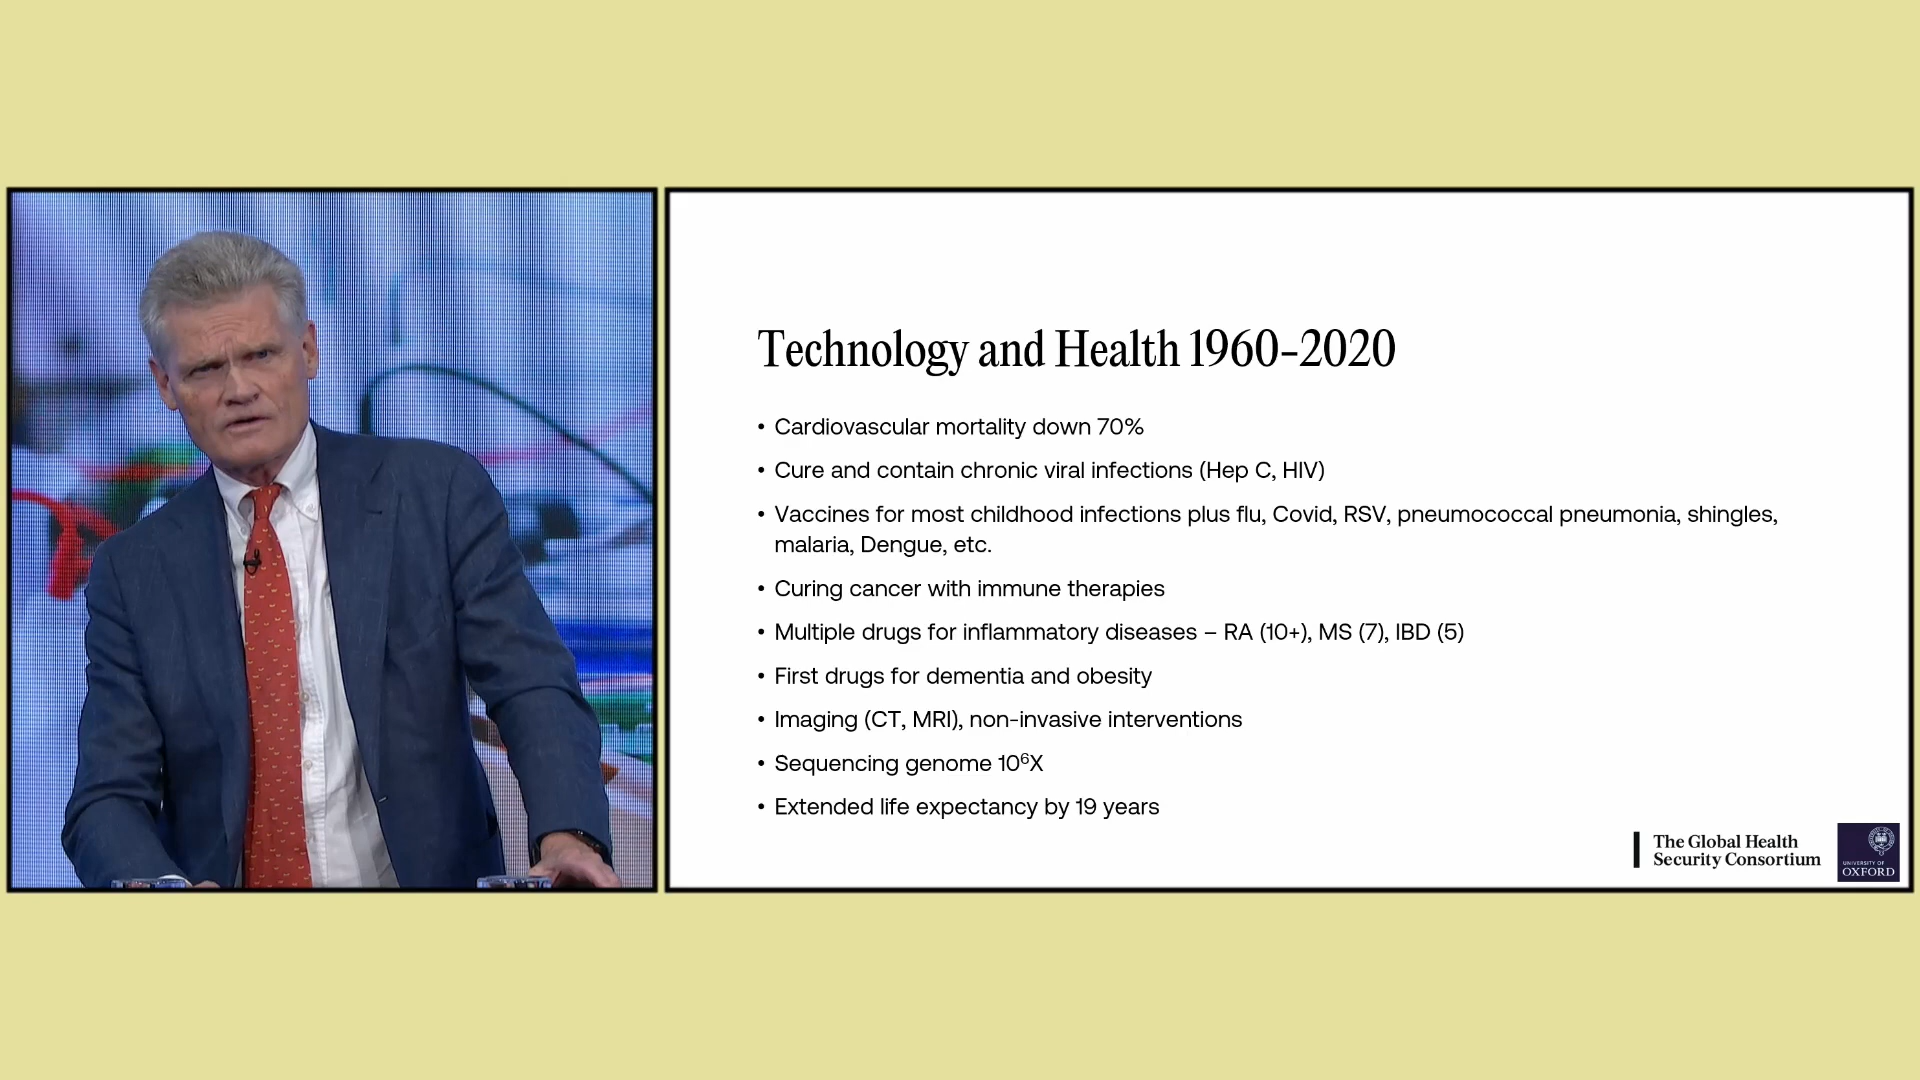 Technology and Health 1960-2020
• Cardiovascular mortality down 70%
• Cure and contain chronic viral infections (Hep C, HIV)
• Vaccines for most childhood infections plus flu, Covid, RSV, pneumococcal pneumonia, shingles,
malaria, Dengue, etc.
• Curing cancer with immune therapies
• Multiple drugs for inflammatory diseases – RA (10+), MS (7), IBD (5)
• First drugs for dementia and obesity
• Imaging (CT, MRI), non-invasive interventions
• Sequencing genome 10⁶X
• Extended life expectancy by 19 years
The Global Health
Security Consortium
UNIVERSITY OF
OXFORD